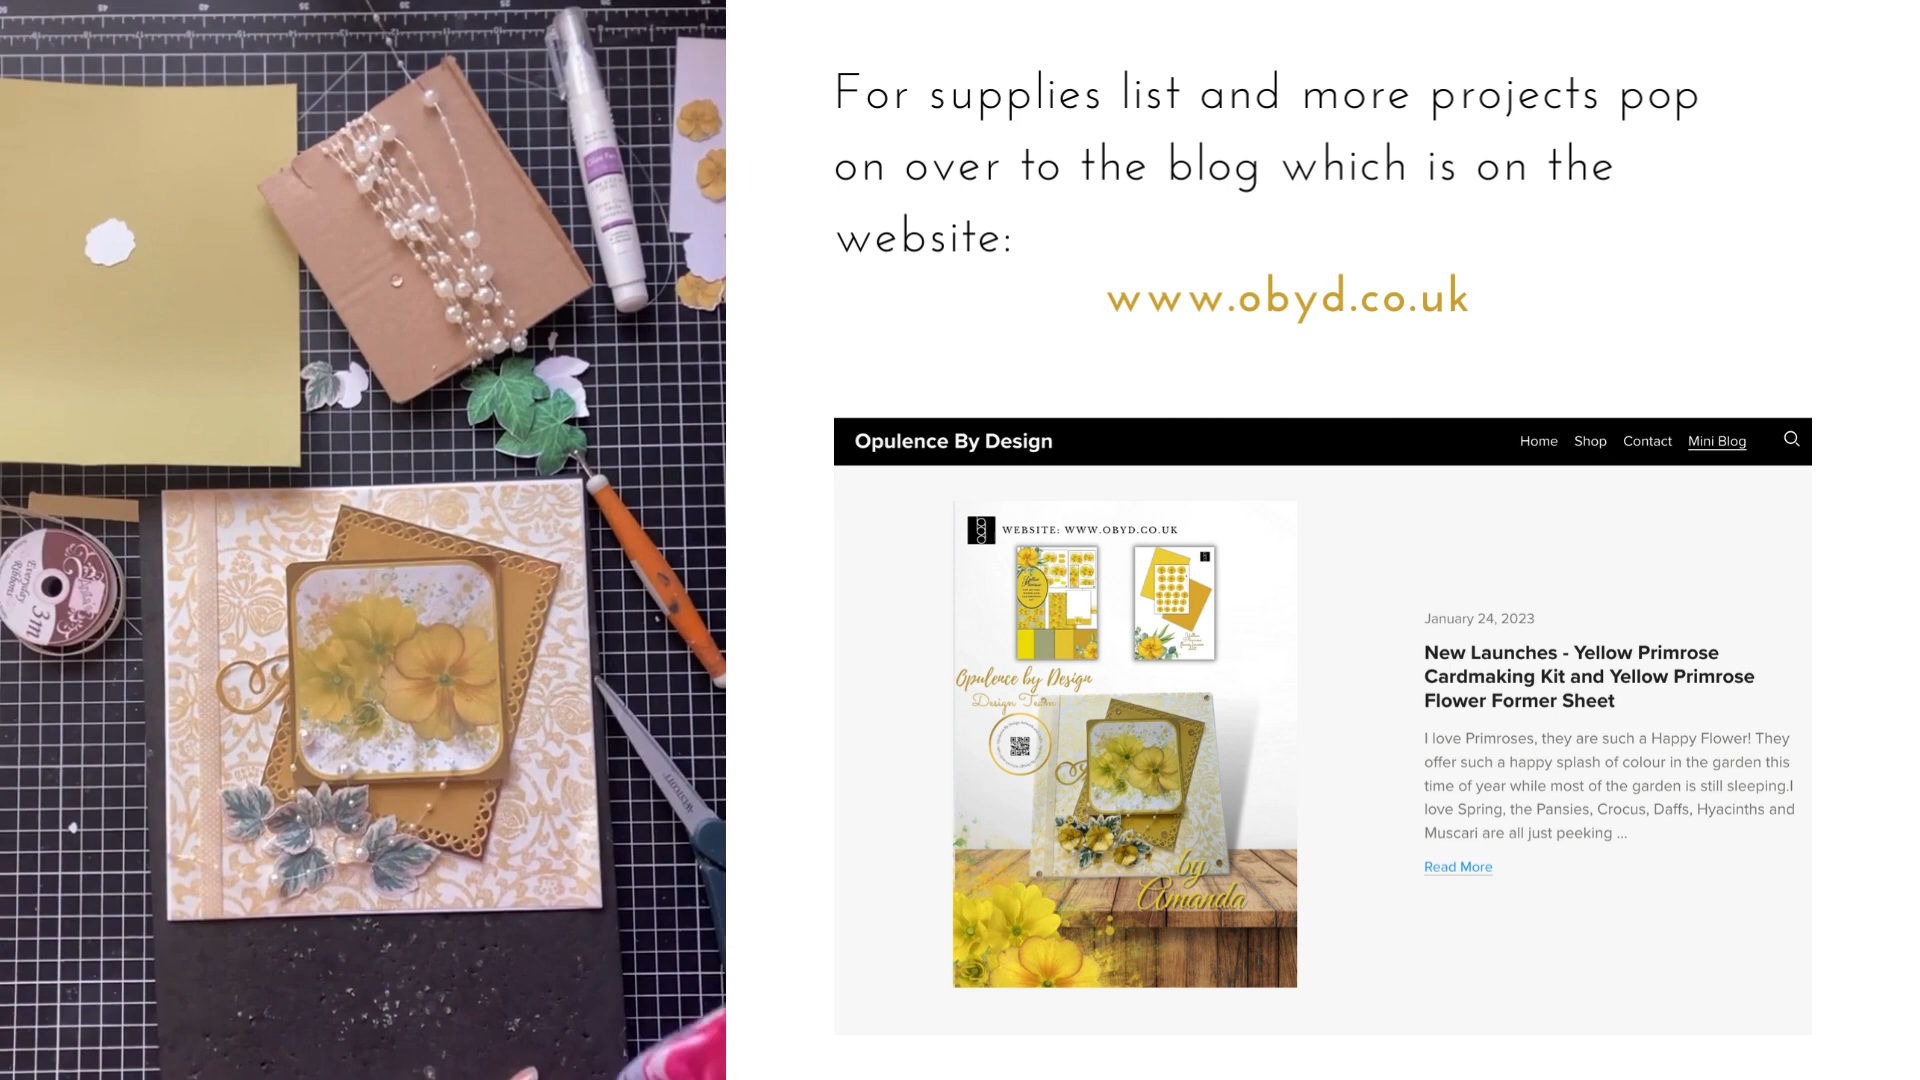 For supplies list and more projects pop
on over to the blog which is on the
website:
www.obyd.co.uk
Opulence By Design
Home Shop Contact Mini Blog
WEBSITE: WWW.OBYD.CO.UK
Opulence by Design
Design Team
by
Amanda
January 24, 2023
New Launches - Yellow Primrose
Cardmaking Kit and Yellow Primrose
Flower Former Sheet
I love Primroses, they are such a Happy Flower! They
offer such a happy splash of colour in the garden this
time of year while most of the garden is still sleeping.I
love Spring, the Pansies, Crocus, Daffs, Hyacinths and
Muscari are all just peeking ...
Read More
Everyday
Ribbons
3m